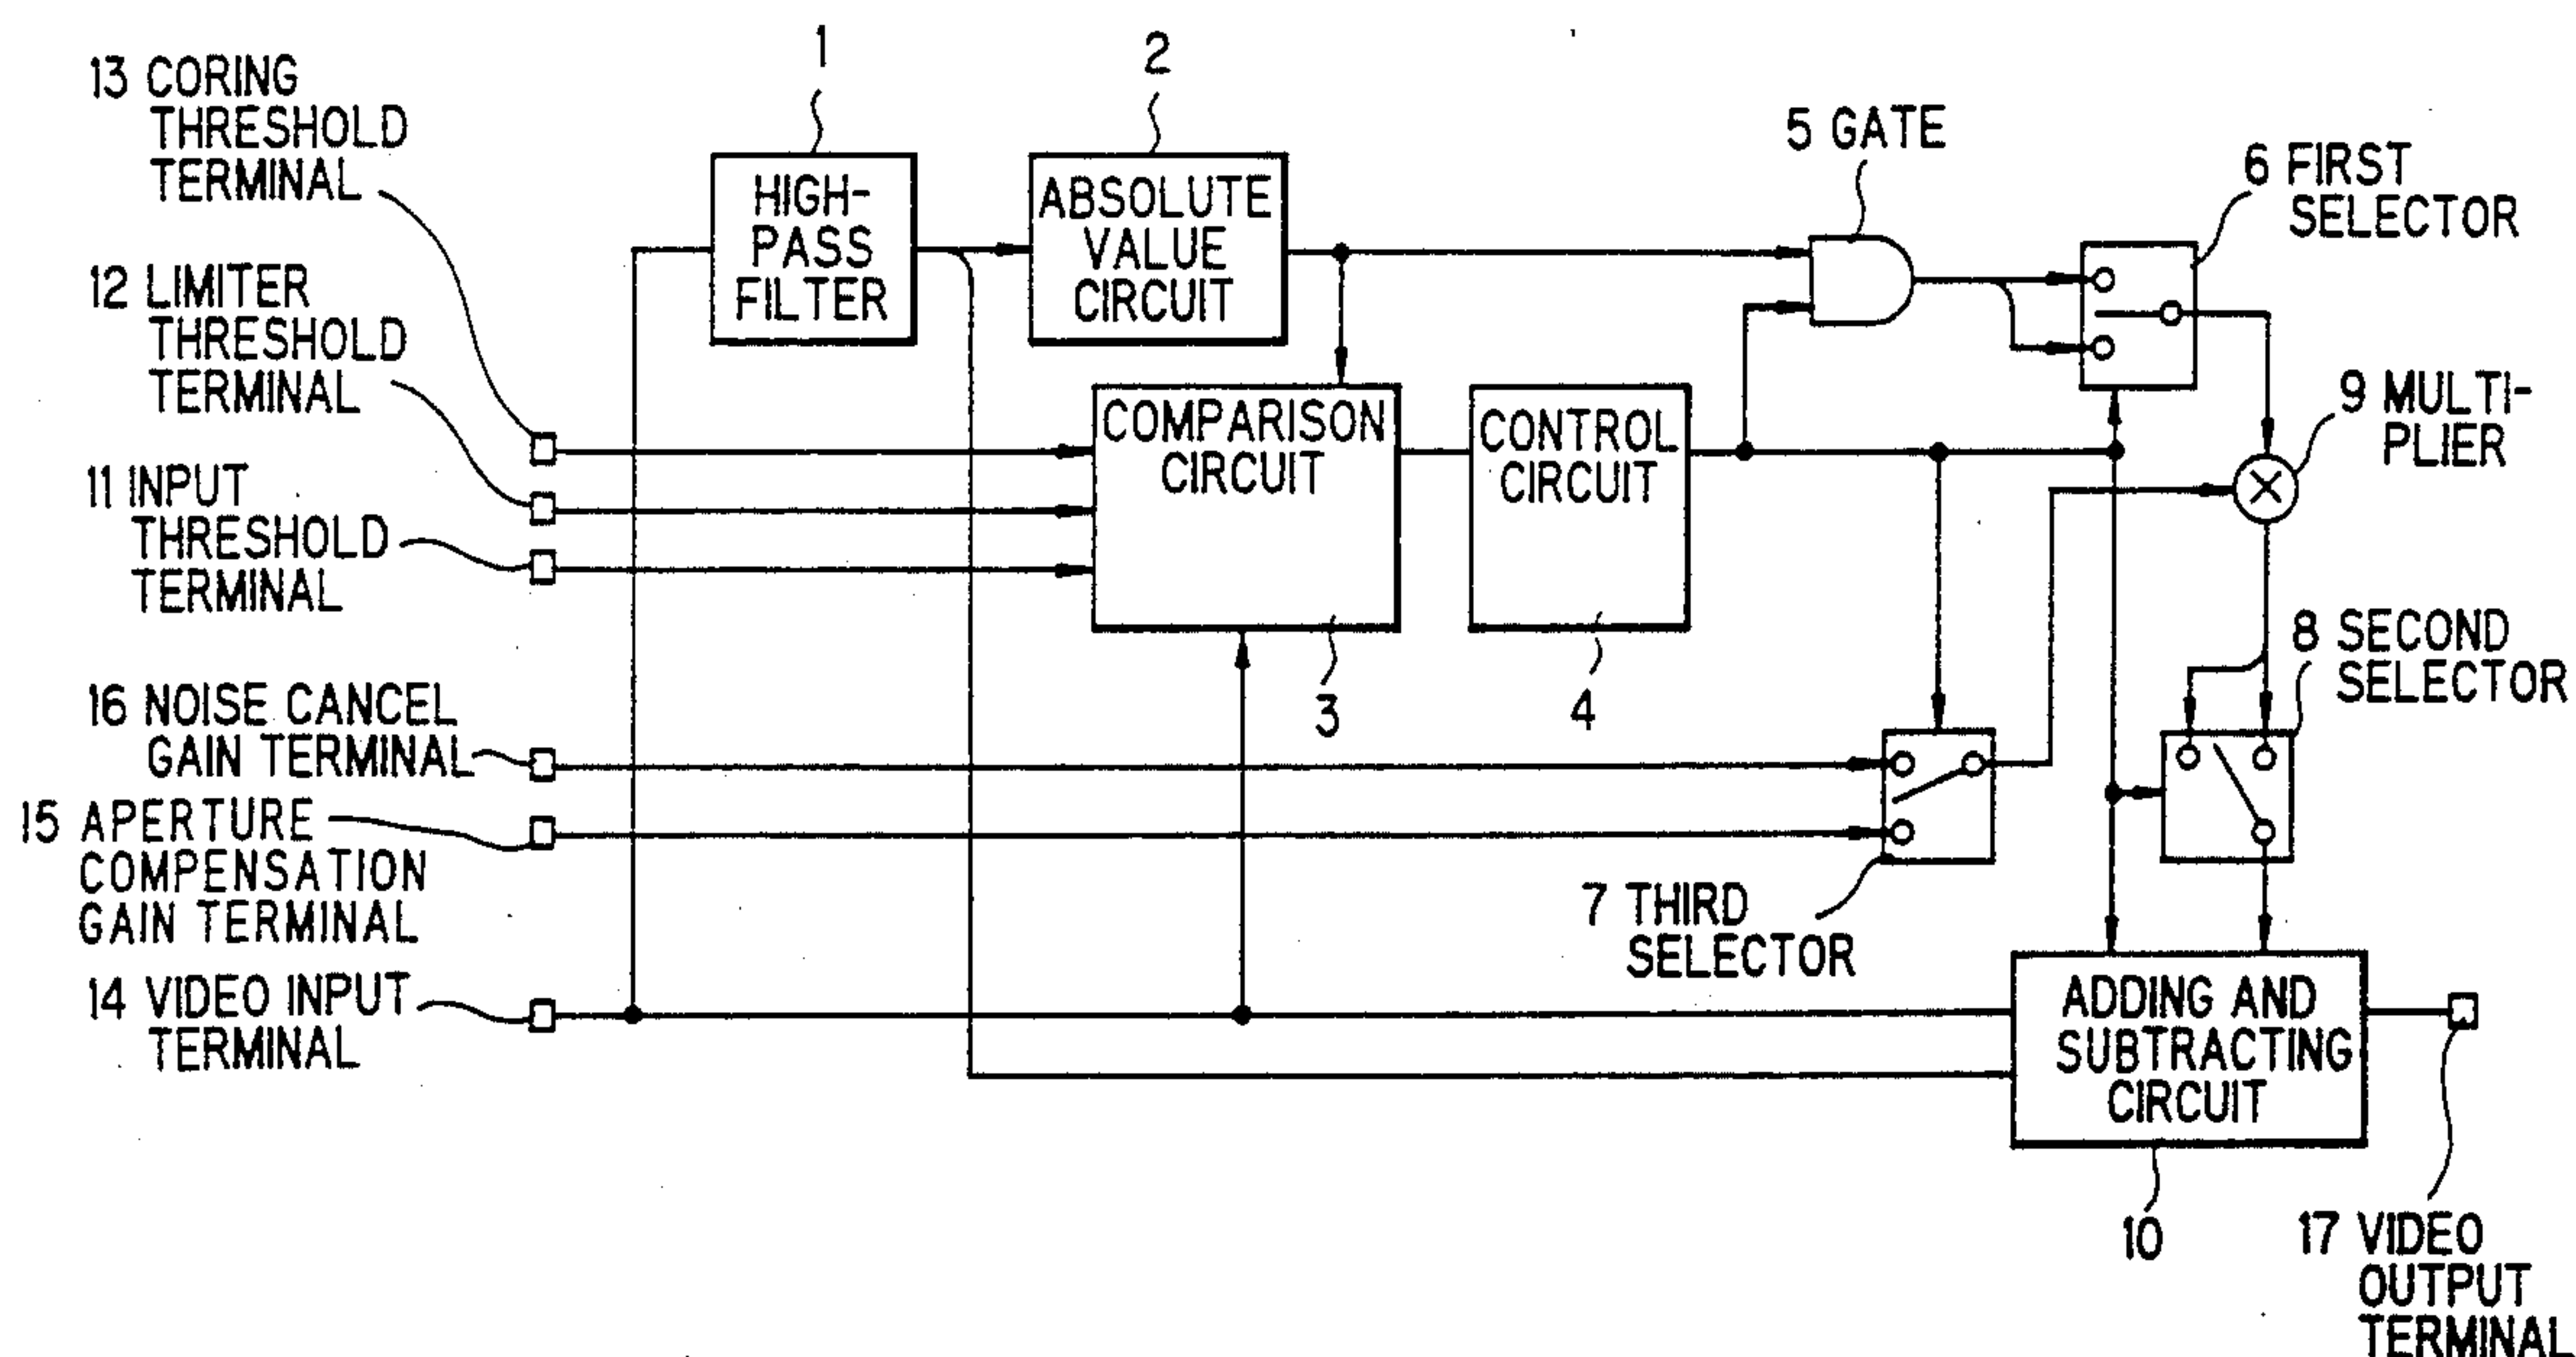 1
2
13 CORING
THRESHOLD
TERMINAL
5 GATE
6 FIRST
SELECTOR
HIGH-
PASS
FILTER
ABSOLUTE
VALUE
CIRCUIT
12 LIMITER
THRESHOLD
TERMINAL
9 MULTI-
PLIER
COMPARISON
CIRCUIT
CONTROL
CIRCUIT
11 INPUT
THRESHOLD
TERMINAL
8 SECOND
SELECTOR
3
4
16 NOISE CANCEL
GAIN TERMINAL
15 APERTURE
COMPENSATION
GAIN TERMINAL
7 THIRD
SELECTOR
14 VIDEO INPUT
TERMINAL
ADDING AND
SUBTRACTING
CIRCUIT
10
17 VIDEO
OUTPUT
TERMINAL